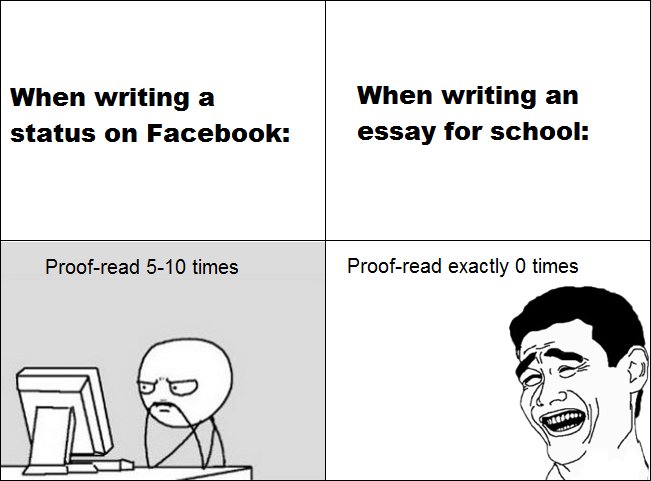 When writing a
status on Facebook:
When writing an
essay for school:
Proof-read 5-10 times
Proof-read exactly 0 times